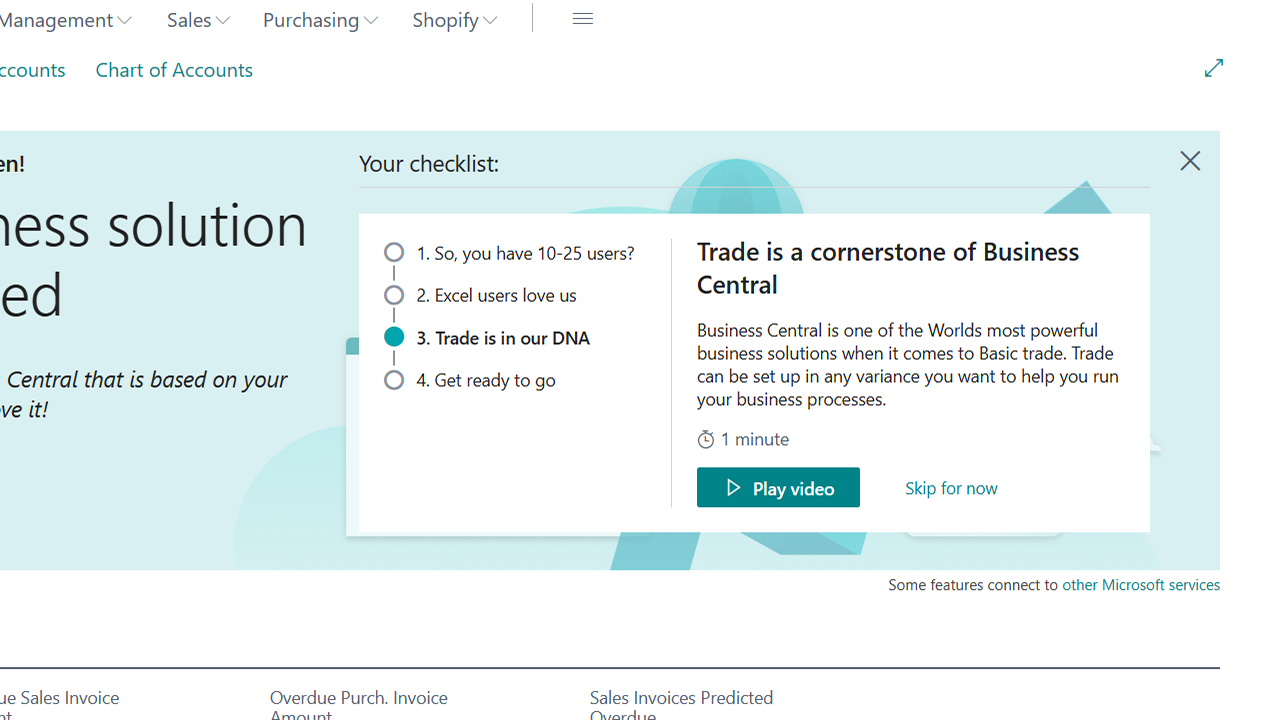 Management
Sales
Purchasing
Shopify
ccounts
Chart of Accounts
en!
Your checklist:
ness solution
ed
Central that is based on your
ve it!
1. So, you have 10-25 users?
2. Excel users love us
3. Trade is in our DNA
4. Get ready to go
Trade is a cornerstone of Business
Central
Business Central is one of the Worlds most powerful
business solutions when it comes to Basic trade. Trade
can be set up in any variance you want to help you run
your business processes.
1 minute
Play video
Skip for now
Some features connect to other Microsoft services
ue Sales Invoice
nt
Overdue Purch. Invoice
Amount
Sales Invoices Predicted
Overdue